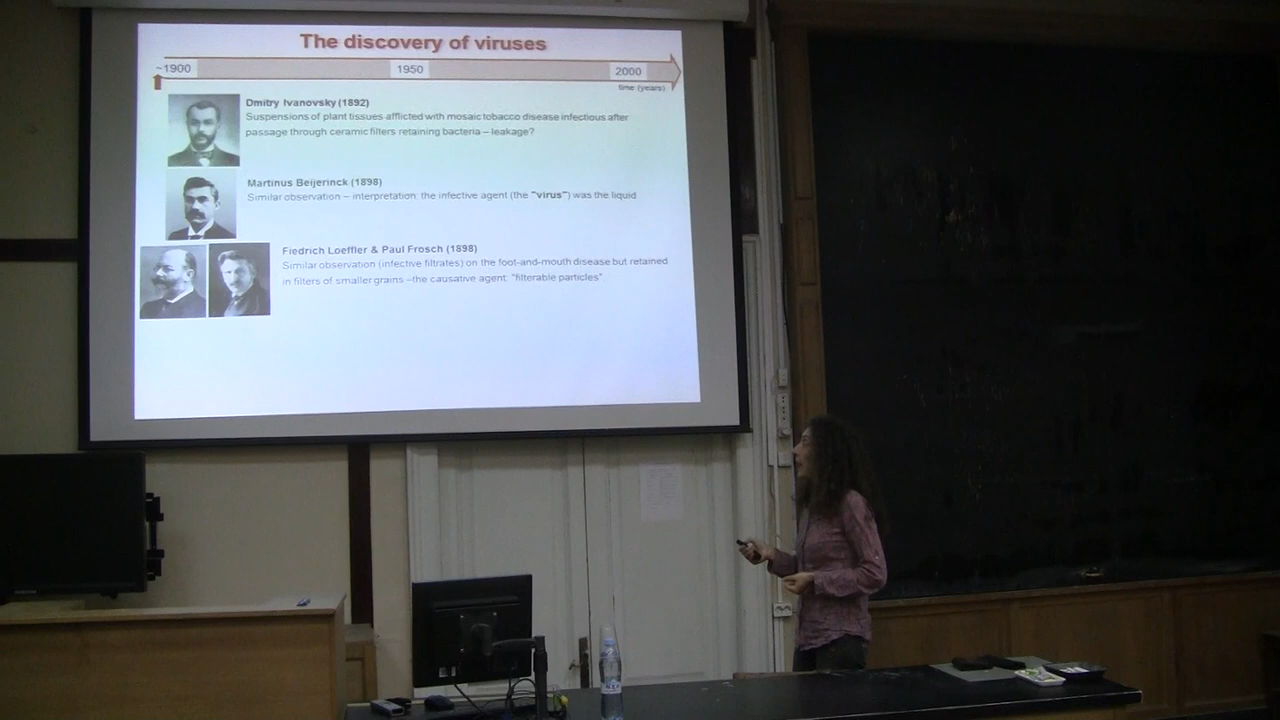 The discovery of viruses
~1900 1950 2000
time (years)
Dmitry Ivanovsky (1892)
Suspensions of plant tissues afflicted with mosaic tobacco disease infectious after
passage through ceramic filters retaining bacteria – leakage?
Martinus Beijerinck (1898)
Similar observation – interpretation: the infective agent (the "virus") was the liquid
Fiedrich Loeffler & Paul Frosch (1898)
Similar observation (infective filtrates) on the foot-and-mouth disease but retained
in filters of smaller grains –the causative agent: "filterable particles"